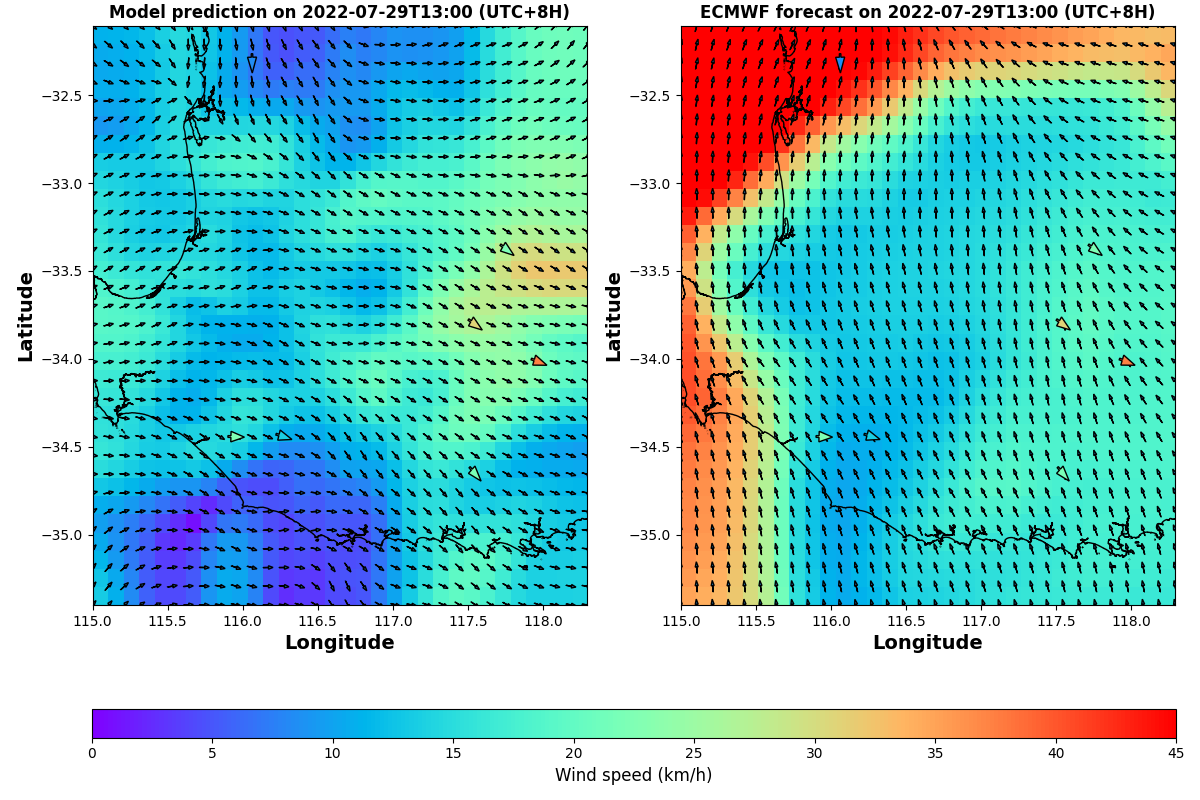 Model prediction on 2022-07-29T13:00 (UTC+8H)
ECMWF forecast on 2022-07-29T13:00 (UTC+8H)
Latitude
−32.5
−33.0
−33.5
−34.0
−34.5
−35.0
115.0 115.5 116.0 116.5 117.0 117.5 118.0
Longitude
Latitude
−32.5
−33.0
−33.5
−34.0
−34.5
−35.0
115.0 115.5 116.0 116.5 117.0 117.5 118.0
Longitude
0 5 10 15 20 25 30 35 40 45
Wind speed (km/h)